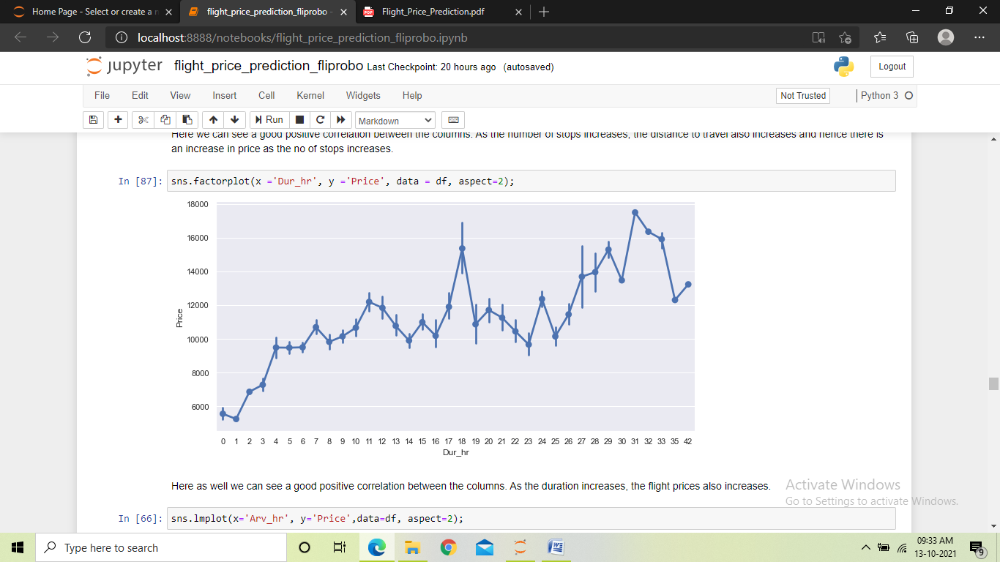 Home Page - Select or create a n
flight_price_prediction_fliprobo -
PDF
Flight_Price_Prediction.pdf
localhost:8888/notebooks/flight_price_prediction_fliprobo.ipynb
jupyter flight_price_prediction_fliprobo Last Checkpoint: 20 hours ago (autosaved)
Logout
File Edit View Insert Cell Kernel Widgets Help
Not Trusted
Python 3
Run
Markdown
Here we can see a good positive correlation between the columns. As the number of stops increases, the distance to travel also increases and hence there is
an increase in price as the no of stops increases.
In [87]: sns.factorplot(x ='Dur_hr', y ='Price', data = df, aspect=2);
18000
16000
14000
12000
10000
8000
6000
Price
0 1 2 3 4 5 6 7 8 9 10 11 12 13 14 15 16 17 18 19 20 21 22 23 24 25 26 27 28 29 30 31 32 33 35 42
Dur_hr
Here as well we can see a good positive correlation between the columns. As the duration increases, the flight prices also increases.
Activate Windows
Go to Settings to activate Windows.
In [66]: sns.lmplot(x='Arv_hr', y='Price',data=df, aspect=2);
Type here to search
W
09:33 AM
13-10-2021
9